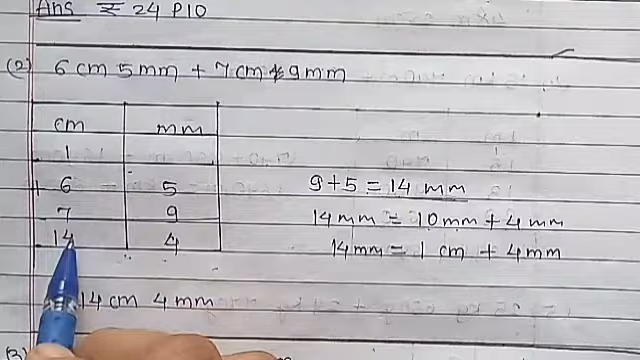 Ans ₹ 24 P10
(2) 6 cm 5 mm + 7 cm 9 mm
cm mm
1
+ 6 5
7 9
14 4
9 + 5 = 14 mm
14 mm = 10 mm + 4 mm
14 mm = 1 cm + 4 mm
14 cm 4 mm
(3)